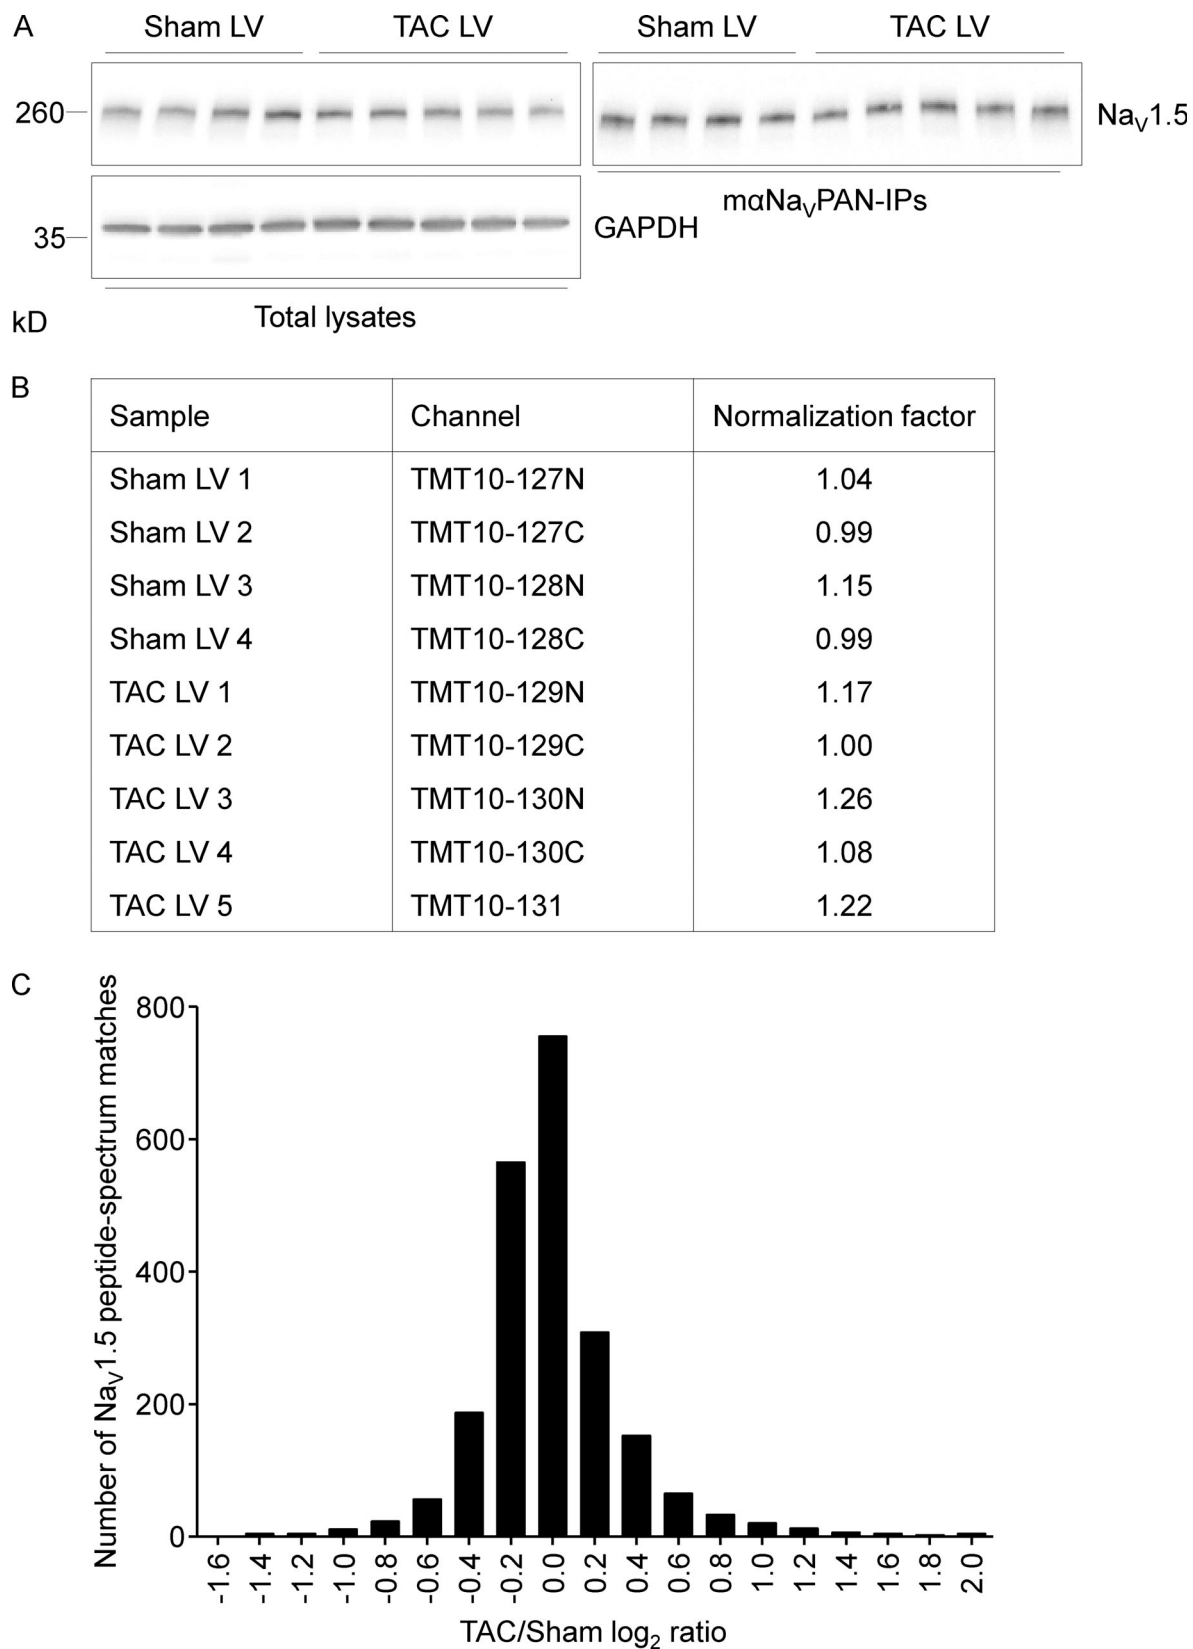 A
Sham LV TAC LV Sham LV TAC LV
260
NaV1.5
mαNaVPAN-IPs
GAPDH
35
Total lysates
kD
B
Sample Channel Normalization factor
Sham LV 1 TMT10-127N 1.04
Sham LV 2 TMT10-127C 0.99
Sham LV 3 TMT10-128N 1.15
Sham LV 4 TMT10-128C 0.99
TAC LV 1 TMT10-129N 1.17
TAC LV 2 TMT10-129C 1.00
TAC LV 3 TMT10-130N 1.26
TAC LV 4 TMT10-130C 1.08
TAC LV 5 TMT10-131 1.22
C
Number of NaV1.5 peptide-spectrum matches
800
600
400
200
0
-1.6 -1.4 -1.2 -1.0 -0.8 -0.6 -0.4 -0.2 0.0 0.2 0.4 0.6 0.8 1.0 1.2 1.4 1.6 1.8 2.0
TAC/Sham log2 ratio